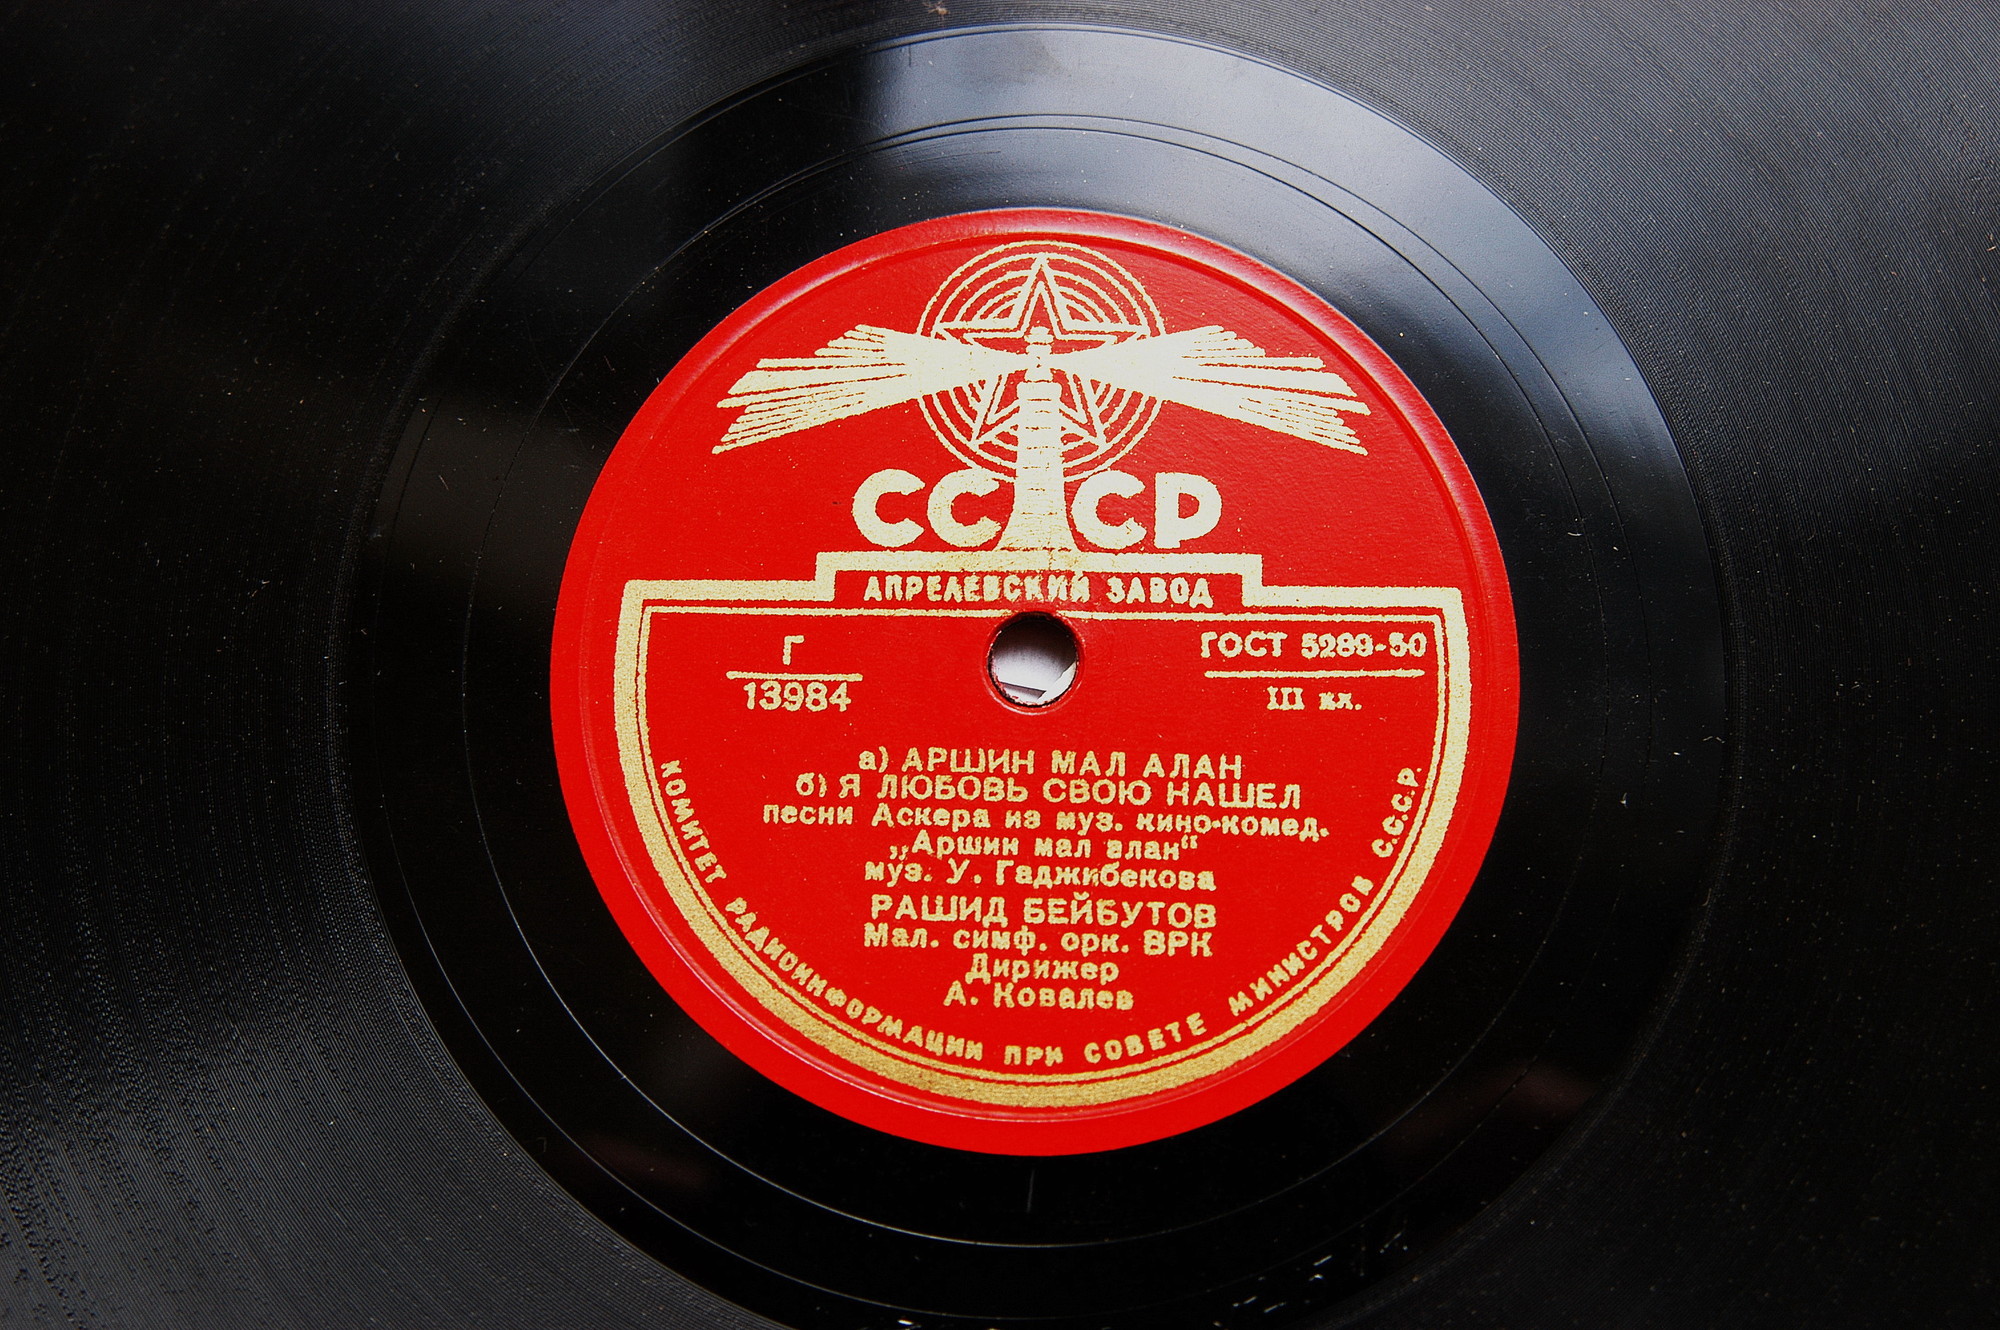 СССР
АПРЕЛЕВСКИЙ ЗАВОД
Г
13984
ГОСТ 5289-50
III кл.
а) АРШИН МАЛ АЛАН
б) Я ЛЮБОВЬ СВОЮ НАШЕЛ
песни Аскера из муз. кино-комед.
„Аршин мал алан“
муз. У. Гаджибекова
РАШИД БЕЙБУТОВ
Мал. симф. орк. ВРК
Дирижер
А. Ковалев
КОМИТЕТ РАДИОИНФОРМАЦИИ ПРИ СОВЕТЕ МИНИСТРОВ С.С.С.Р.